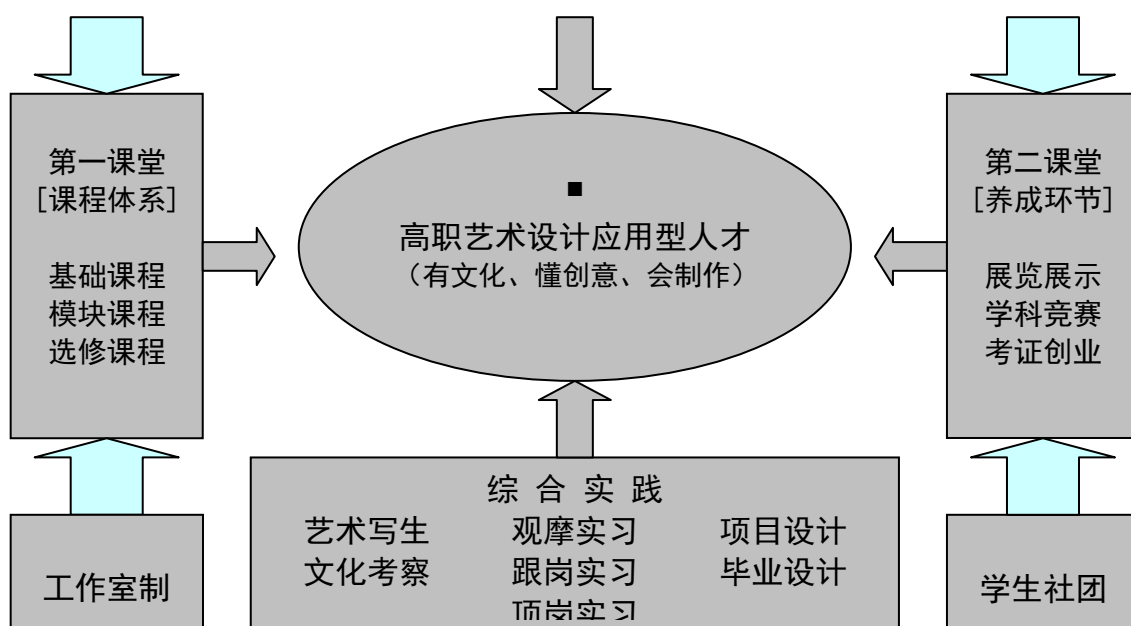 第一课堂
[课程体系]
基础课程
模块课程
选修课程
高职艺术设计应用型人才
（有文化、懂创意、会制作）
第二课堂
[养成环节]
展览展示
学科竞赛
考证创业
工作室制
综 合 实 践
艺术写生 观摩实习 项目设计
文化考察 跟岗实习 毕业设计
顶岗实习
学生社团